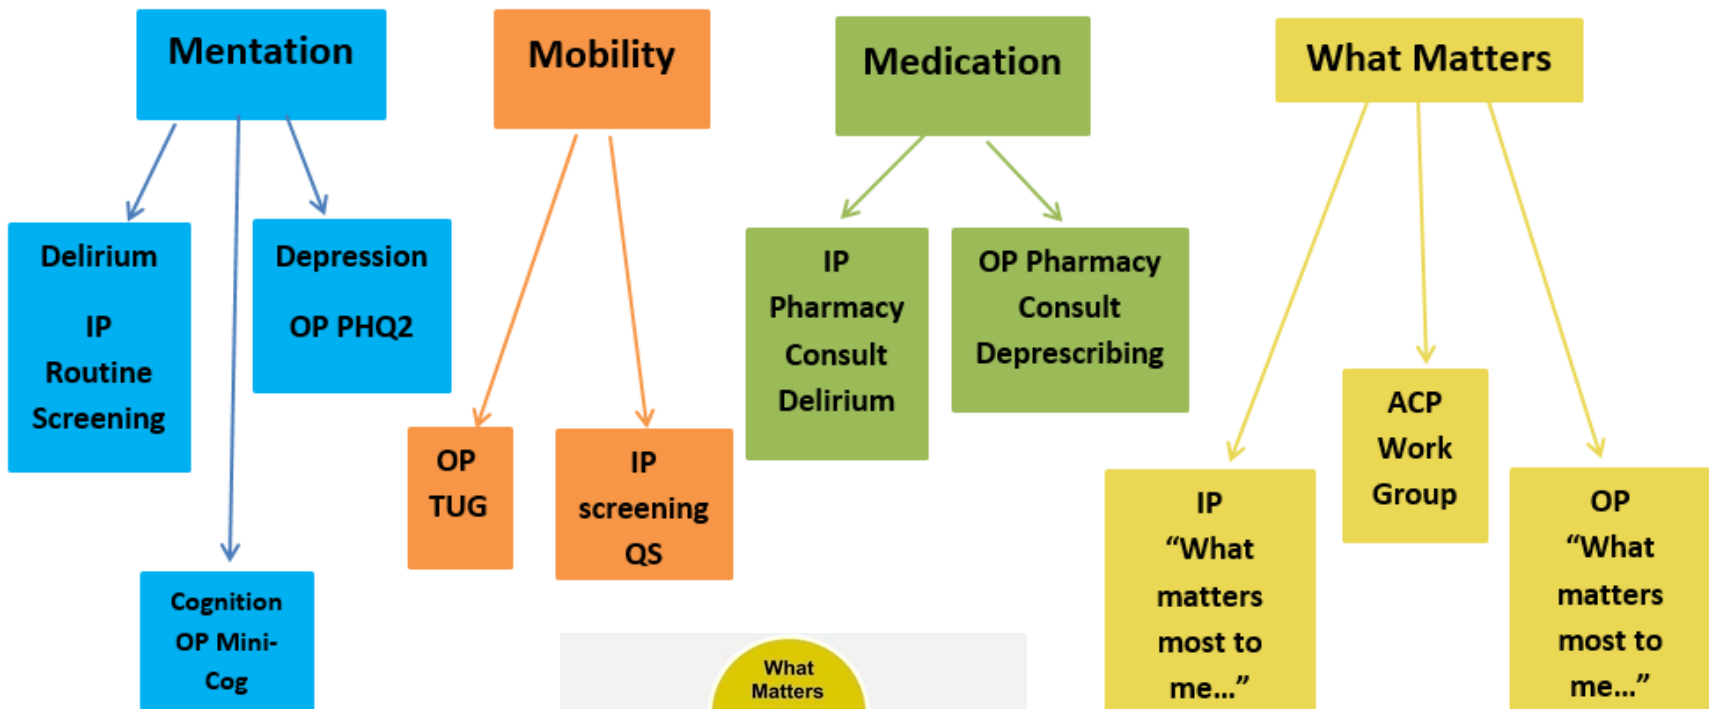 Mentation
Mobility
Medication
What Matters
Delirium
IP
Routine
Screening
Depression
OP PHQ2
Cognition
OP Mini-
Cog
OP
TUG
IP
screening
QS
IP
Pharmacy
Consult
Delirium
OP Pharmacy
Consult
Deprescribing
IP
“What
matters
most to
me...”
ACP
Work
Group
OP
“What
matters
most to
me...”
What
Matters